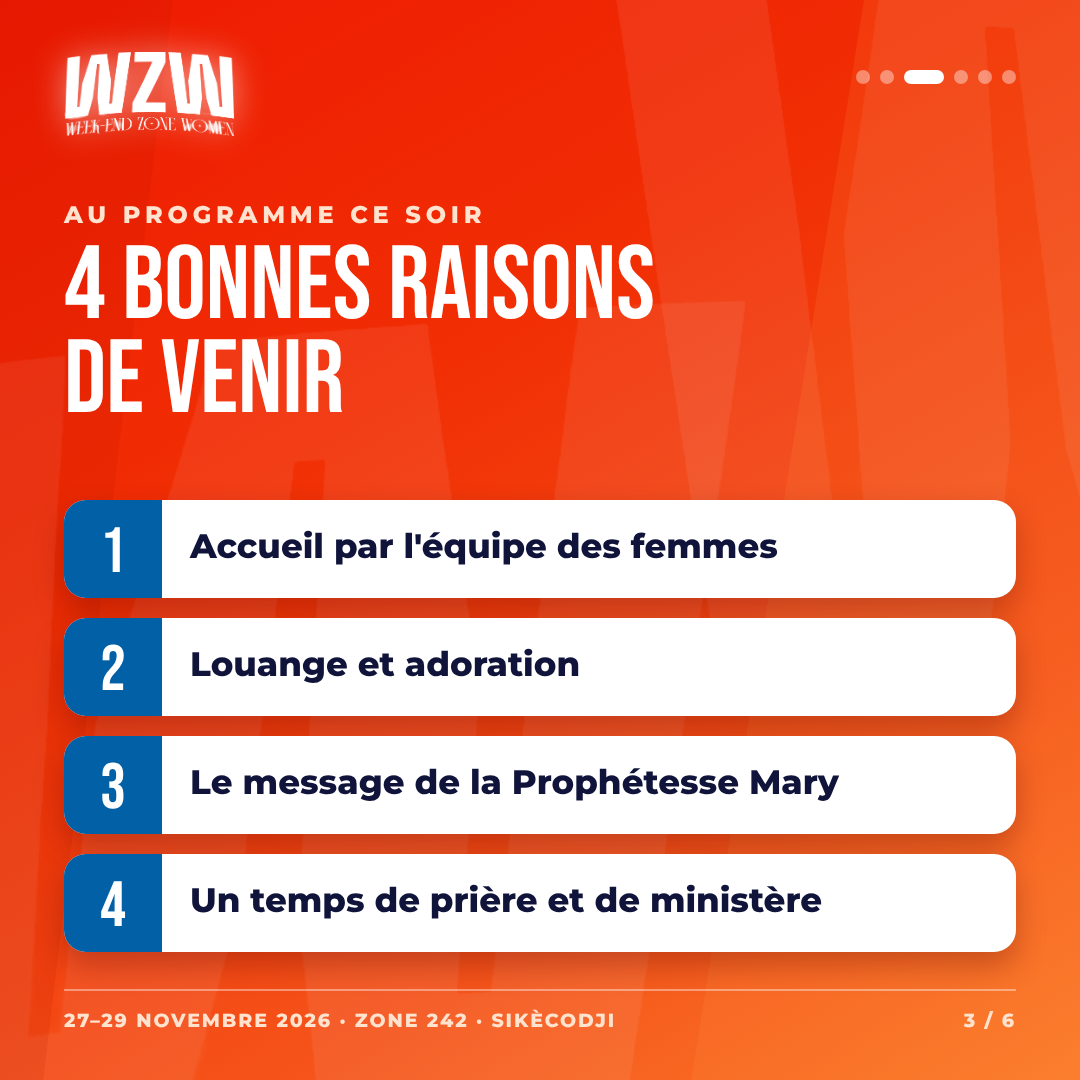 WZW
WEEK-END ZONE WOMEN
AU PROGRAMME CE SOIR
4 BONNES RAISONS
DE VENIR
1 Accueil par l'équipe des femmes
2 Louange et adoration
3 Le message de la Prophétesse Mary
4 Un temps de prière et de ministère
27–29 NOVEMBRE 2026 • ZONE 242 • SIKÈCODJI 3 / 6